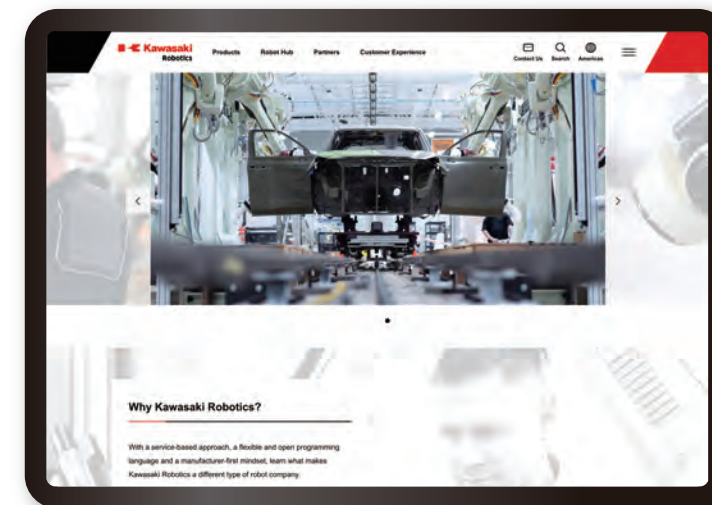 Kawasaki
Robotics
Products Robot Hub Partners Customer Experience
Contact Us Search Americas
Why Kawasaki Robotics?
With a service-based approach, a flexible and open programming
language and a manufacturer-first mindset, learn what makes
Kawasaki Robotics a different type of robot company.